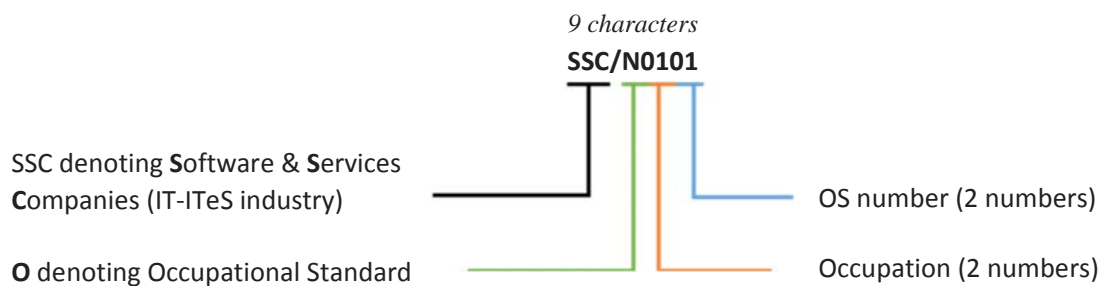 9 characters
SSC/N0101
SSC denoting Software & Services
Companies (IT-ITeS industry)
OS number (2 numbers)
O denoting Occupational Standard
Occupation (2 numbers)